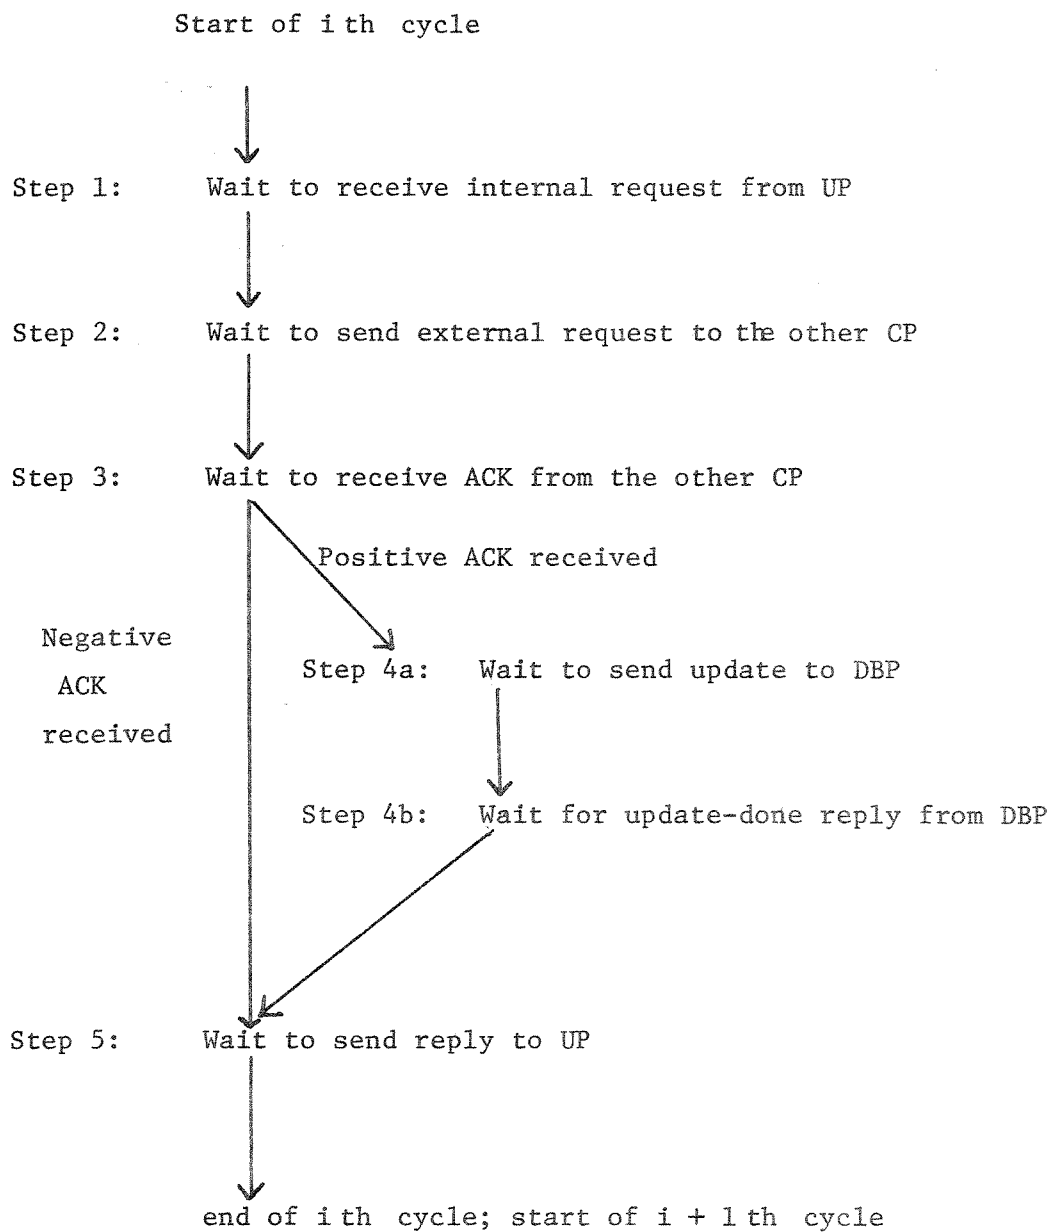 Start of i th cycle
Step 1: Wait to receive internal request from UP
Step 2: Wait to send external request to the other CP
Step 3: Wait to receive ACK from the other CP
Positive ACK received
Negative
ACK
received
Step 4a: Wait to send update to DBP
Step 4b: Wait for update-done reply from DBP
Step 5: Wait to send reply to UP
end of i th cycle; start of i + 1 th cycle